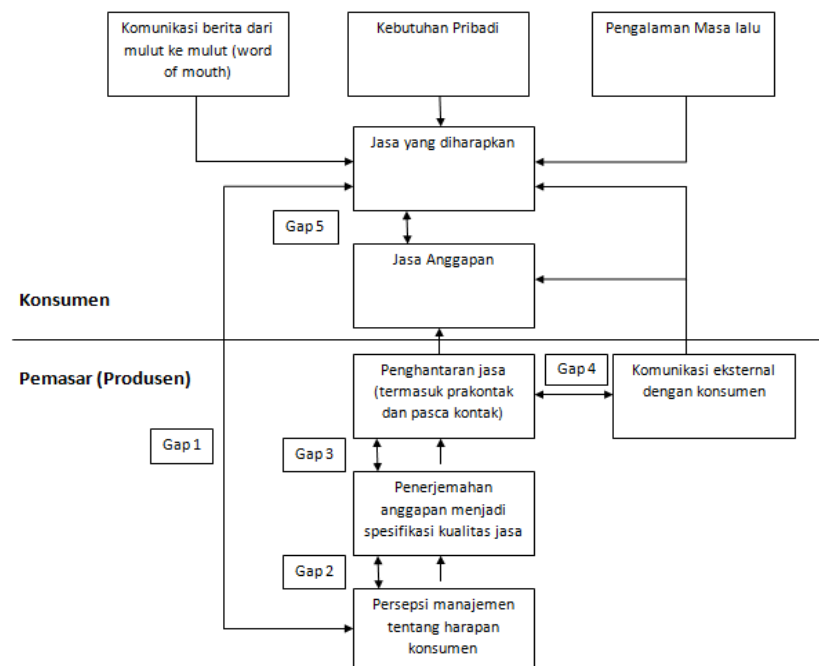 Komunikasi berita dari
mulut ke mulut (word
of mouth)
Kebutuhan Pribadi
Pengalaman Masa lalu
Jasa yang diharapkan
Gap 5
Jasa Anggapan
Konsumen
Pemasar (Produsen)
Penghantaran jasa
(termasuk prakontak
dan pasca kontak)
Gap 4
Komunikasi eksternal
dengan konsumen
Gap 1
Gap 3
Penerjemahan
anggapan menjadi
spesifikasi kualitas jasa
Gap 2
Persepsi manajemen
tentang harapan
konsumen